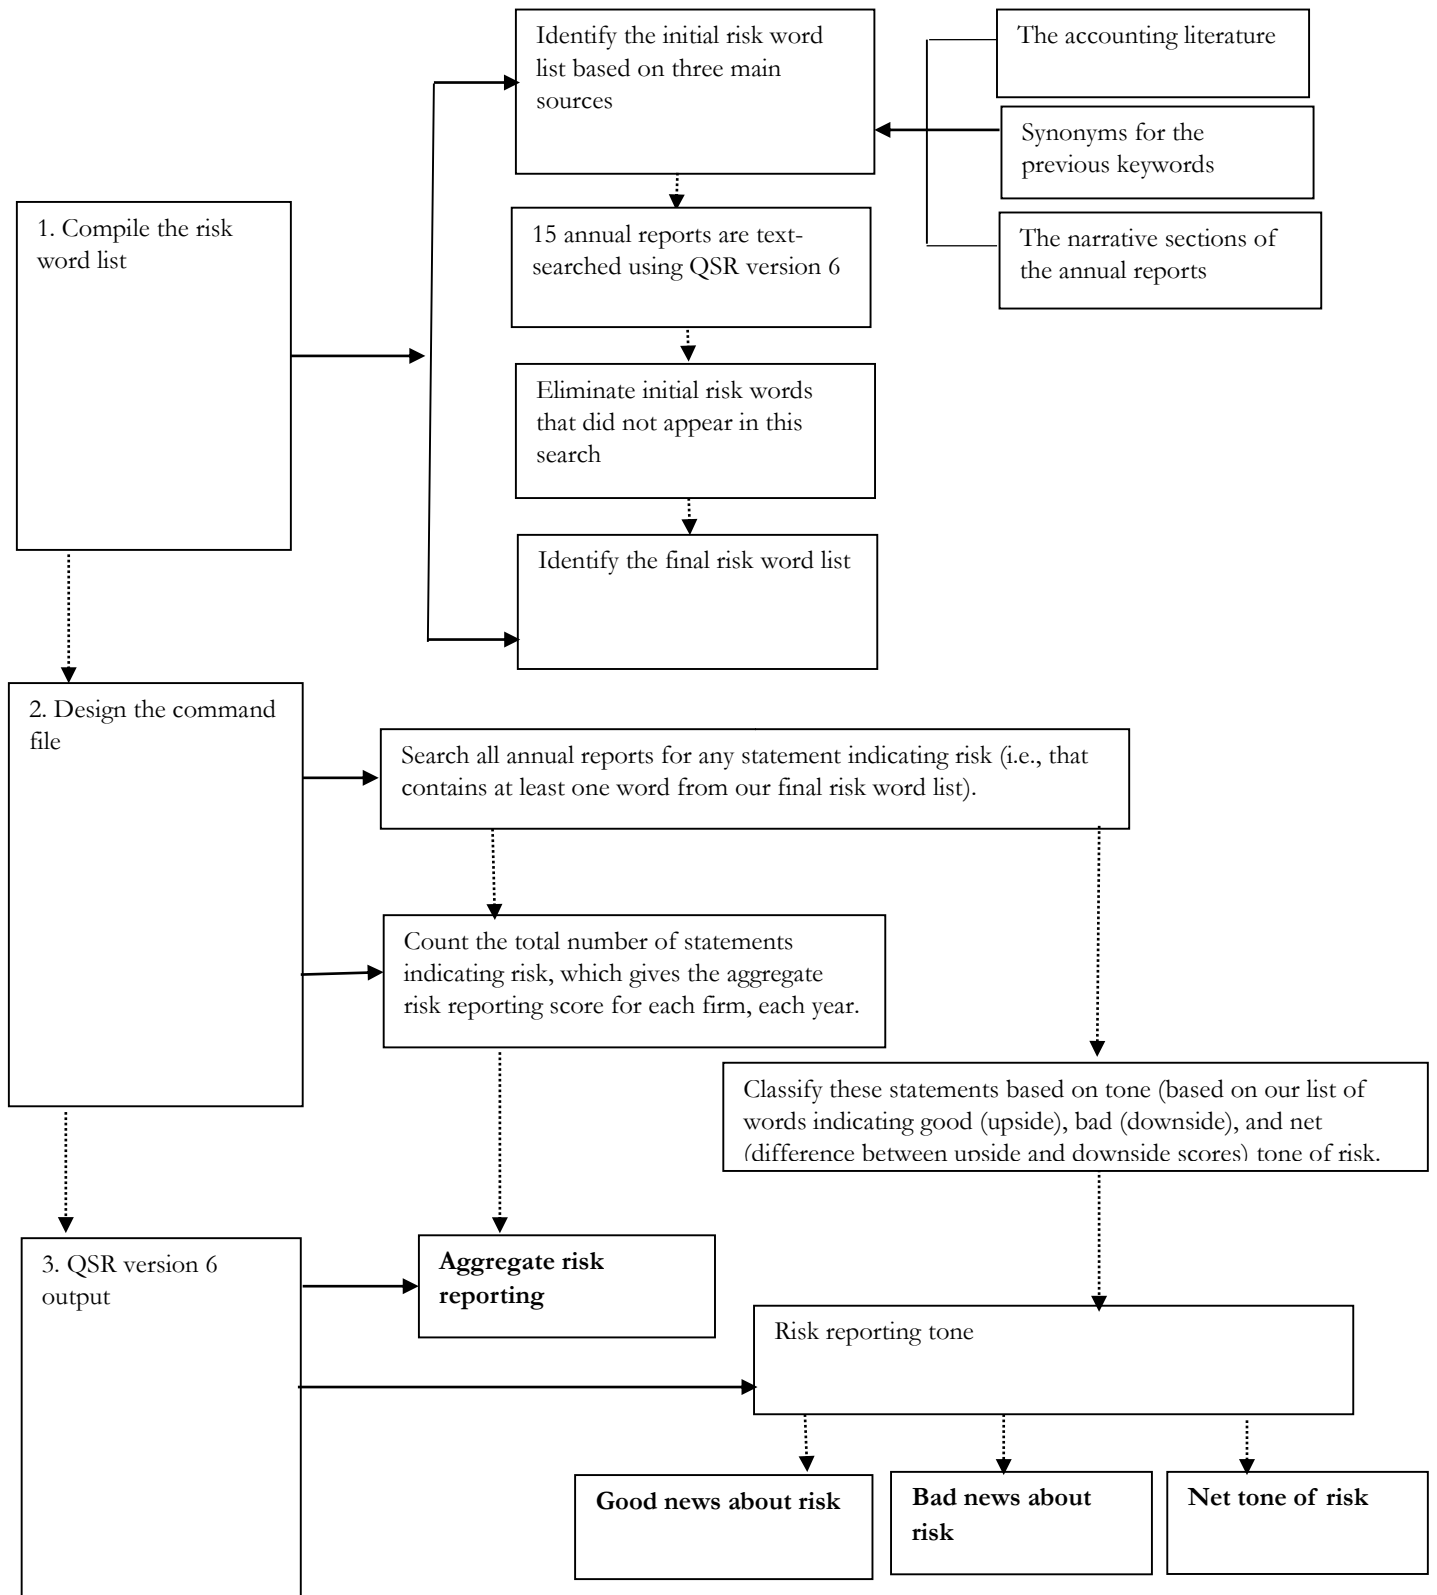 Identify the initial risk word
list based on three main
sources
The accounting literature
Synonyms for the
previous keywords
The narrative sections of
the annual reports
1. Compile the risk
word list
15 annual reports are text-
searched using QSR version 6
Eliminate initial risk words
that did not appear in this
search
Identify the final risk word list
2. Design the command
file
Search all annual reports for any statement indicating risk (i.e., that
contains at least one word from our final risk word list).
Count the total number of statements
indicating risk, which gives the aggregate
risk reporting score for each firm, each year.
Classify these statements based on tone (based on our list of
words indicating good (upside), bad (downside), and net
(difference between upside and downside scores) tone of risk.
3. QSR version 6
output
Aggregate risk
reporting
Risk reporting tone
Good news about risk
Bad news about
risk
Net tone of risk